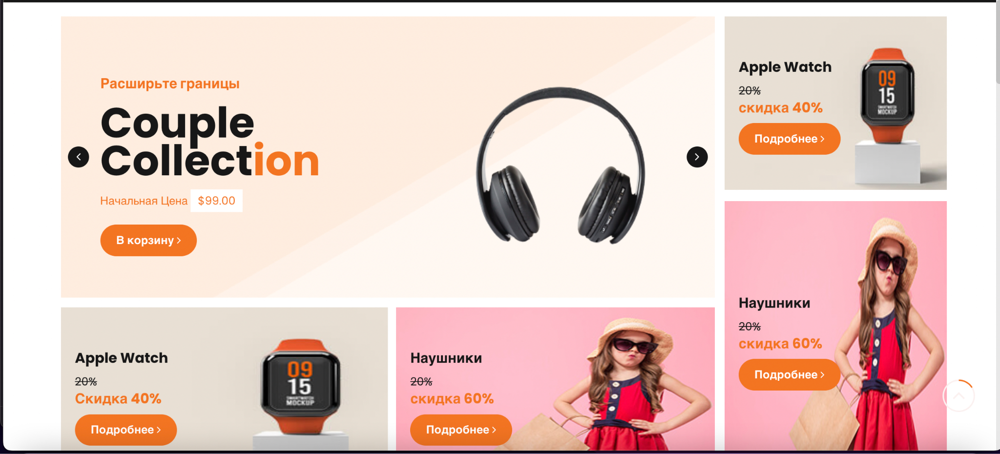 Расширьте границы
Couple
Collection
Начальная Цена $99.00
В корзину
Apple Watch
20%
скидка 40%
Подробнее
09
15
SMARTWATCH
MOCKUP
Наушники
20%
скидка 60%
Подробнее
Apple Watch
20%
Скидка 40%
Подробнее
09
15
SMARTWATCH
MOCKUP
Наушники
20%
скидка 60%
Подробнее